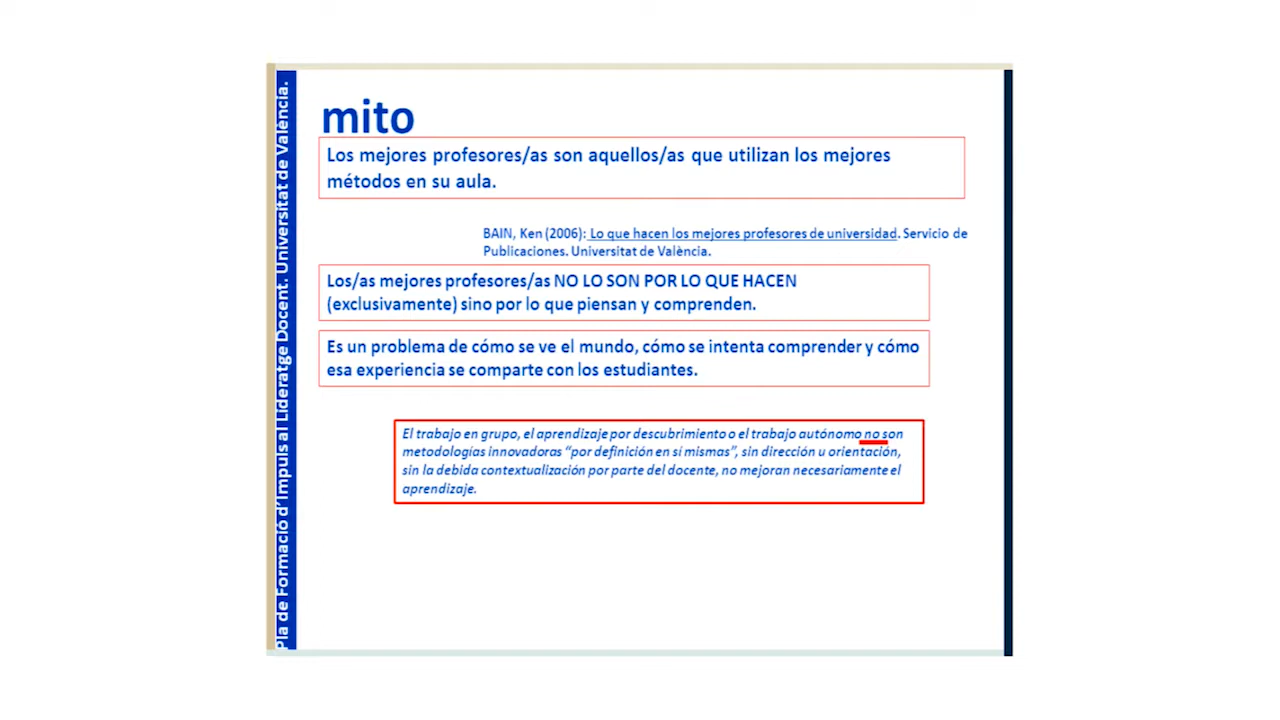 Pla de Formació d'Impuls al Lideratge Docent. Universitat de València.
mito
Los mejores profesores/as son aquellos/as que utilizan los mejores
métodos en su aula.
BAIN, Ken (2006): Lo que hacen los mejores profesores de universidad. Servicio de
Publicaciones. Universitat de València.
Los/as mejores profesores/as NO LO SON POR LO QUE HACEN
(exclusivamente) sino por lo que piensan y comprenden.
Es un problema de cómo se ve el mundo, cómo se intenta comprender y cómo
esa experiencia se comparte con los estudiantes.
El trabajo en grupo, el aprendizaje por descubrimiento o el trabajo autónomo no son
metodologías innovadoras “por definición en sí mismas”, sin dirección u orientación,
sin la debida contextualización por parte del docente, no mejoran necesariamente el
aprendizaje.